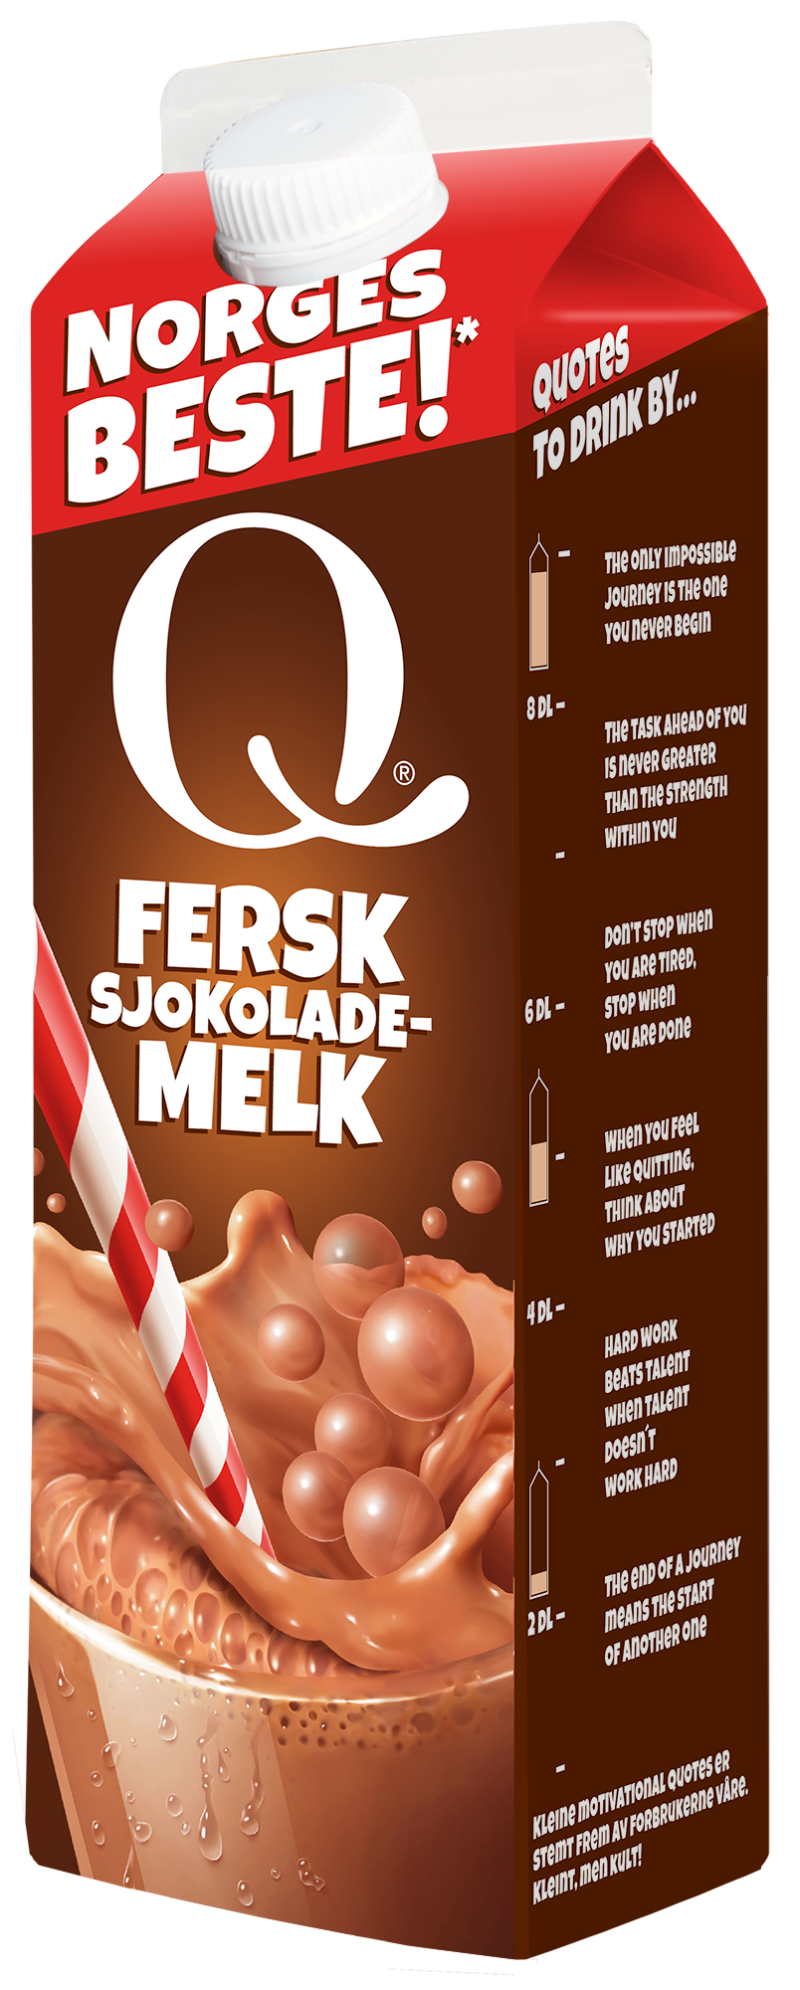 NORGES
BESTE!*
Q®
FERSK
SJOKOLADE-
MELK
QUOTES
TO DRINK BY...
THE ONLY IMPOSSIBLE
JOURNEY IS THE ONE
YOU NEVER BEGIN
8 DL –
THE TASK AHEAD OF YOU
IS NEVER GREATER
THAN THE STRENGTH
WITHIN YOU
DON'T STOP WHEN
YOU ARE TIRED,
STOP WHEN
YOU ARE DONE
6 DL –
WHEN YOU FEEL
LIKE QUITTING,
THINK ABOUT
WHY YOU STARTED
4 DL –
HARD WORK
BEATS TALENT
WHEN TALENT
DOESN´T
WORK HARD
THE END OF A JOURNEY
MEANS THE START
OF ANOTHER ONE
2 DL –
KLEINE MOTIVATIONAL QUOTES ER
STEMT FREM AV FORBRUKERNE VÅRE.
KLEINT, MEN KULT!